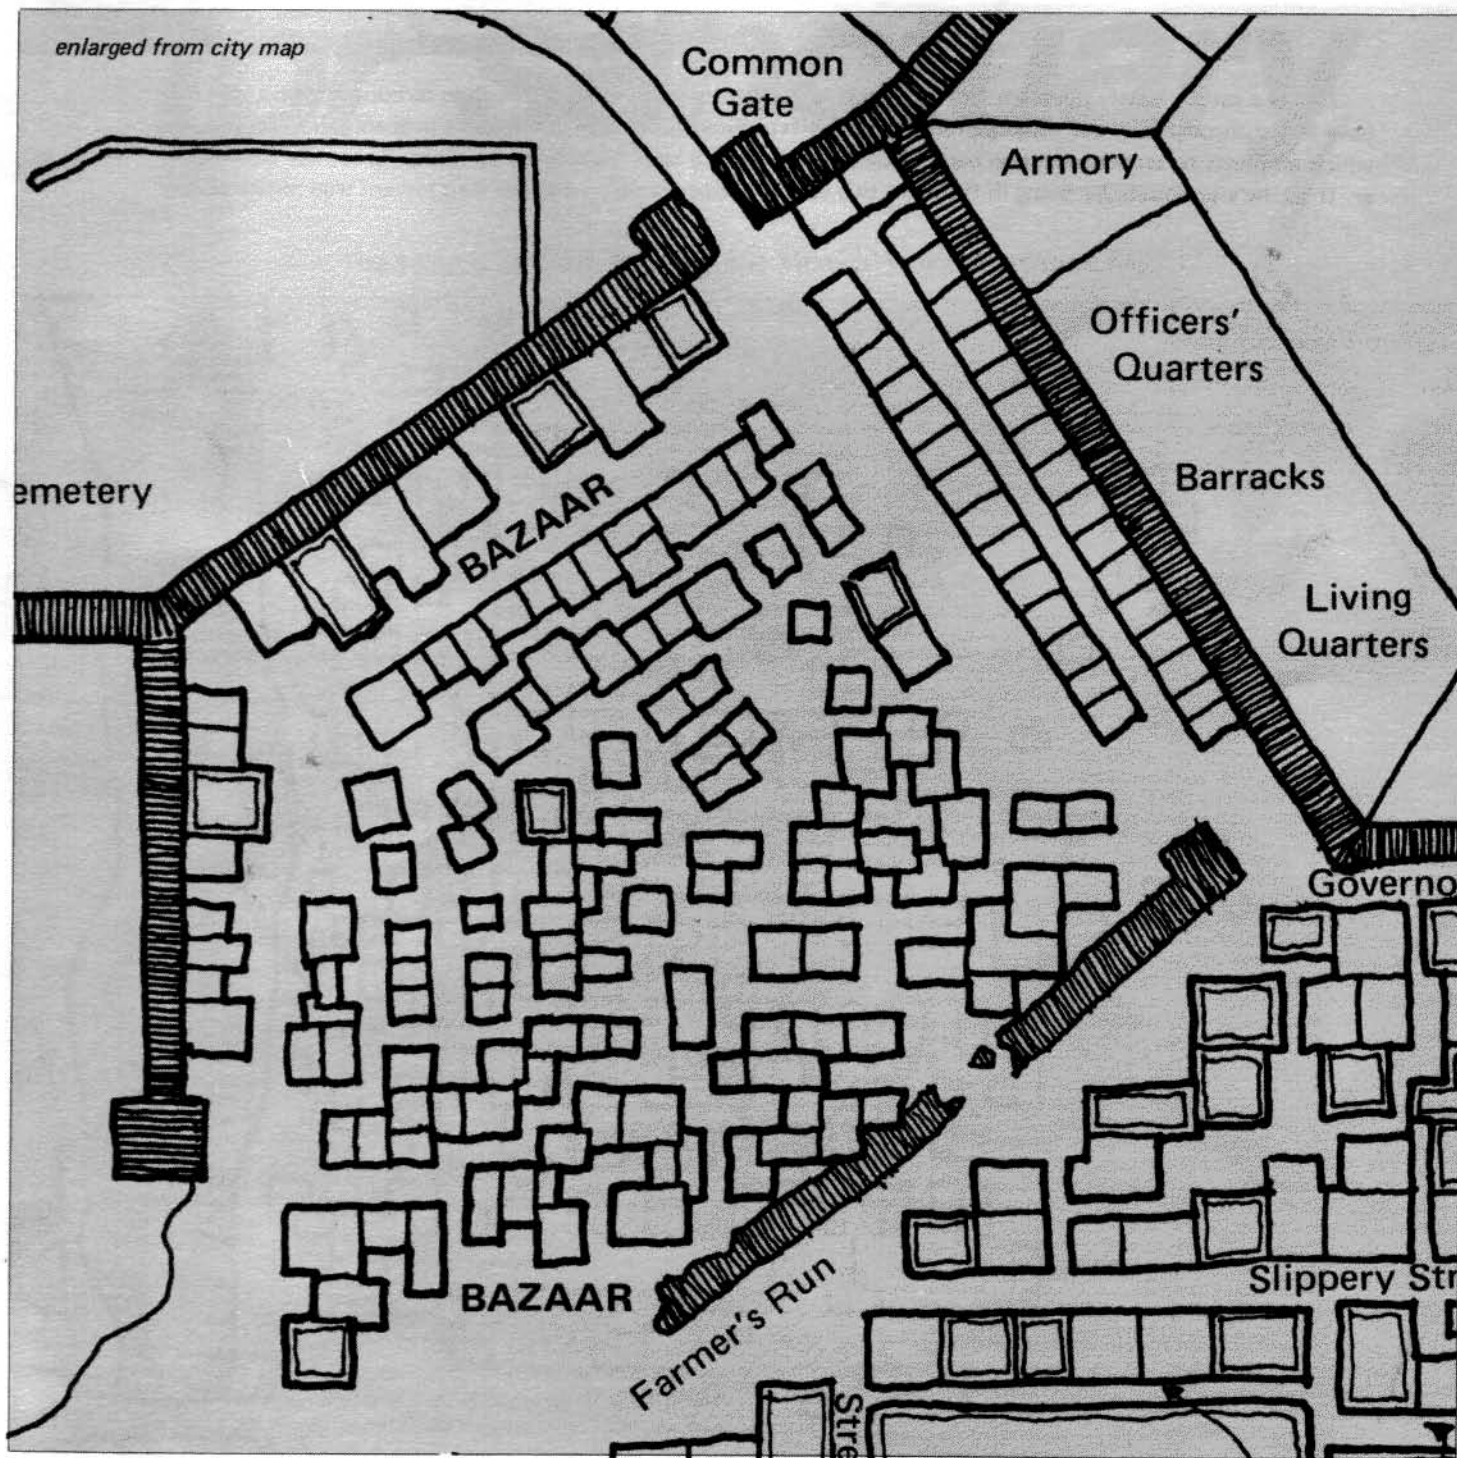 enlarged from city map
Common
Gate
Armory
Officers'
Quarters
emetery
BAZAAR
Barracks
Living
Quarters
Governo
BAZAAR
Farmer's Run
Slippery Str
Stre